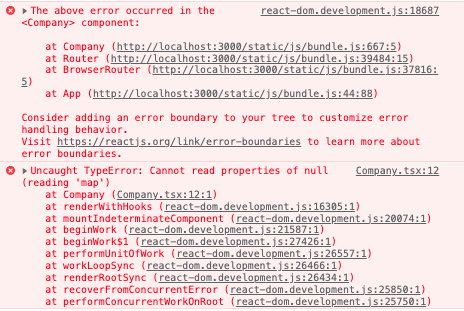 The above error occurred in the react-dom.development.js:18687
<Company> component:
at Company (http://localhost:3000/static/js/bundle.js:667:5)
at Router (http://localhost:3000/static/js/bundle.js:39484:15)
at BrowserRouter (http://localhost:3000/static/js/bundle.js:37816:
5)
at App (http://localhost:3000/static/js/bundle.js:44:88)
Consider adding an error boundary to your tree to customize error
handling behavior.
Visit https://reactjs.org/link/error-boundaries to learn more about
error boundaries.
Uncaught TypeError: Cannot read properties of null Company.tsx:12
(reading 'map')
at Company (Company.tsx:12:1)
at renderWithHooks (react-dom.development.js:16305:1)
at mountIndeterminateComponent (react-dom.development.js:20074:1)
at beginWork (react-dom.development.js:21587:1)
at beginWork$1 (react-dom.development.js:27426:1)
at performUnitOfWork (react-dom.development.js:26557:1)
at workLoopSync (react-dom.development.js:26466:1)
at renderRootSync (react-dom.development.js:26434:1)
at recoverFromConcurrentError (react-dom.development.js:25850:1)
at performConcurrentWorkOnRoot (react-dom.development.js:25750:1)